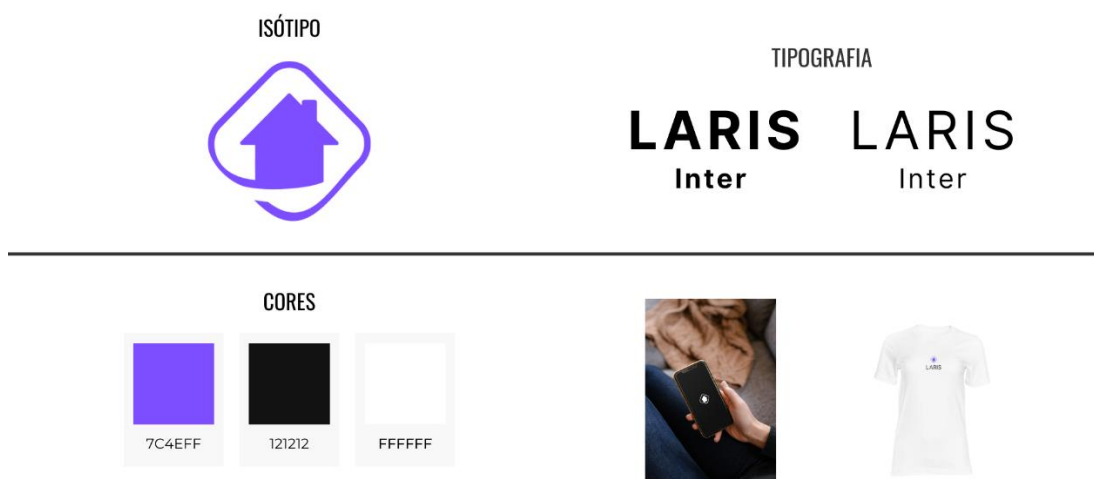 ISÓTIPO
TIPOGRAFIA
LARIS LARIS
Inter Inter
CORES
7C4EFF 121212 FFFFFF
LARIS